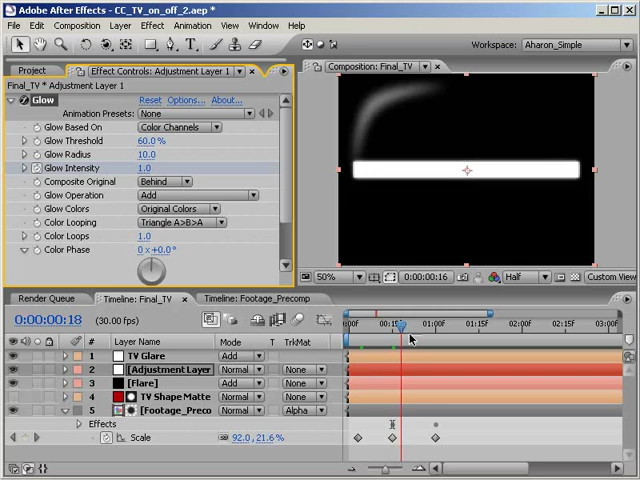 Adobe After Effects - CC_TV_on_off_2.aep *
File Edit Composition Layer Effect Animation View Window Help
Workspace: Aharon_Simple
Project Effect Controls: Adjustment Layer 1
Final_TV * Adjustment Layer 1
Glow Reset Options... About...
Animation Presets: None
Glow Based On Color Channels
Glow Threshold 60.0 %
Glow Radius 10.0
Glow Intensity 1.0
Composite Original Behind
Glow Operation Add
Glow Colors Original Colors
Color Looping Triangle A>B>A
Color Loops 1.0
Color Phase 0 x+0.0°
Composition: Final_TV
50% 0:00:00:16 Half Custom View
Render Queue Timeline: Final_TV Timeline: Footage_Precomp
0:00:00:18 (30.00 fps)
:00f 00:15f 01:00f 01:15f 02:00f 02:15f 03:00f
# Layer Name Mode T TrkMat
1 TV Glare Add
2 [Adjustment Layer Normal None
3 [Flare] Add None
4 TV Shape Matte Normal None
5 [Footage_Preco Normal Alpha
Effects
Scale 92.0, 21.6 %